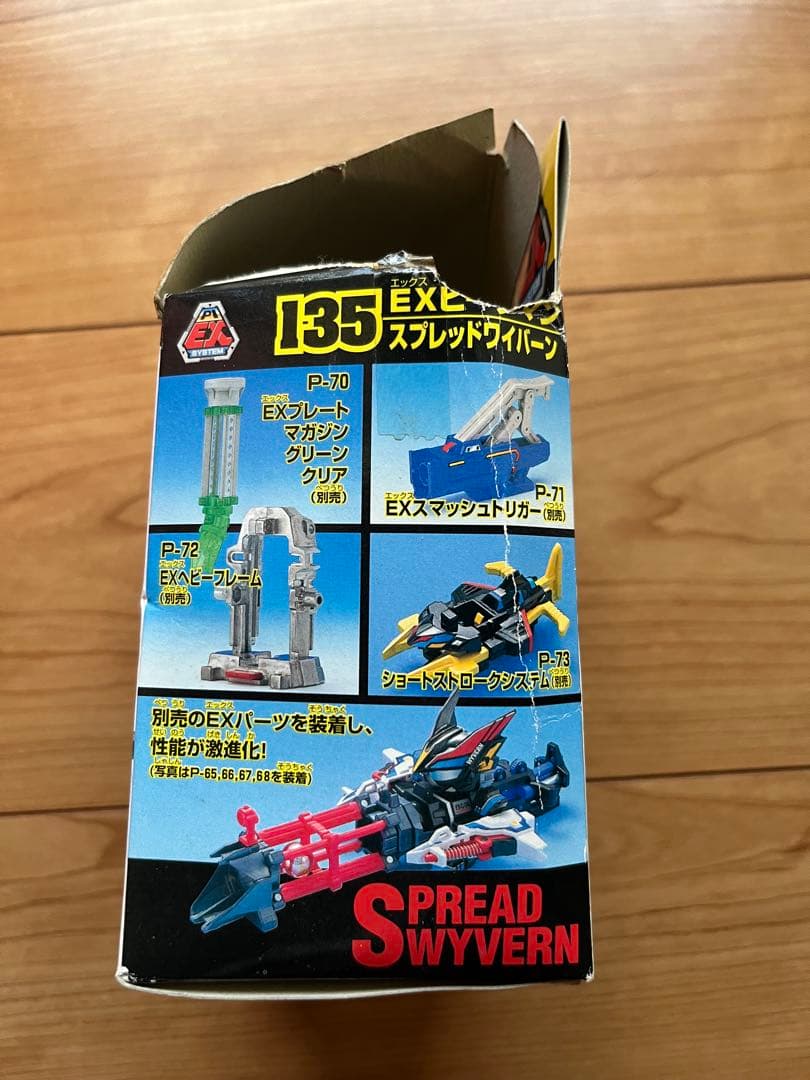 PI
EX
SYSTEM
135
エックス
EXビーダマン
スプレッドワイバーン
P-70
エックス
EXプレート
マガジン
グリーン
クリア
べつうり
(別売)
P-71
エックス
EXスマッシュトリガー(別売)
べつうり
P-72
エックス
EXヘビーフレーム
べつうり
(別売)
P-73
べつうり
ショートストロークシステム(別売)
べつうり エックス そうちゃく
別売のEXパーツを装着し、
せいのう げきしんか
性能が激進化!
しゃしん そうちゃく
(写真はP-65,66,67,68を装着)
SPREAD
WYVERN